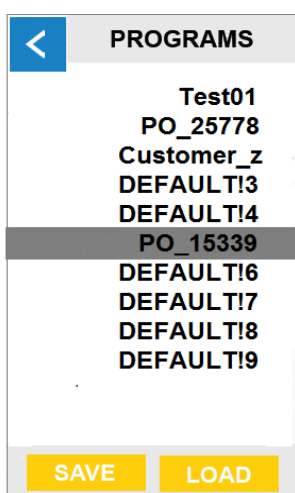 PROGRAMS
Test01
PO_25778
Customer_z
DEFAULT!3
DEFAULT!4
PO_15339
DEFAULT!6
DEFAULT!7
DEFAULT!8
DEFAULT!9
SAVE LOAD